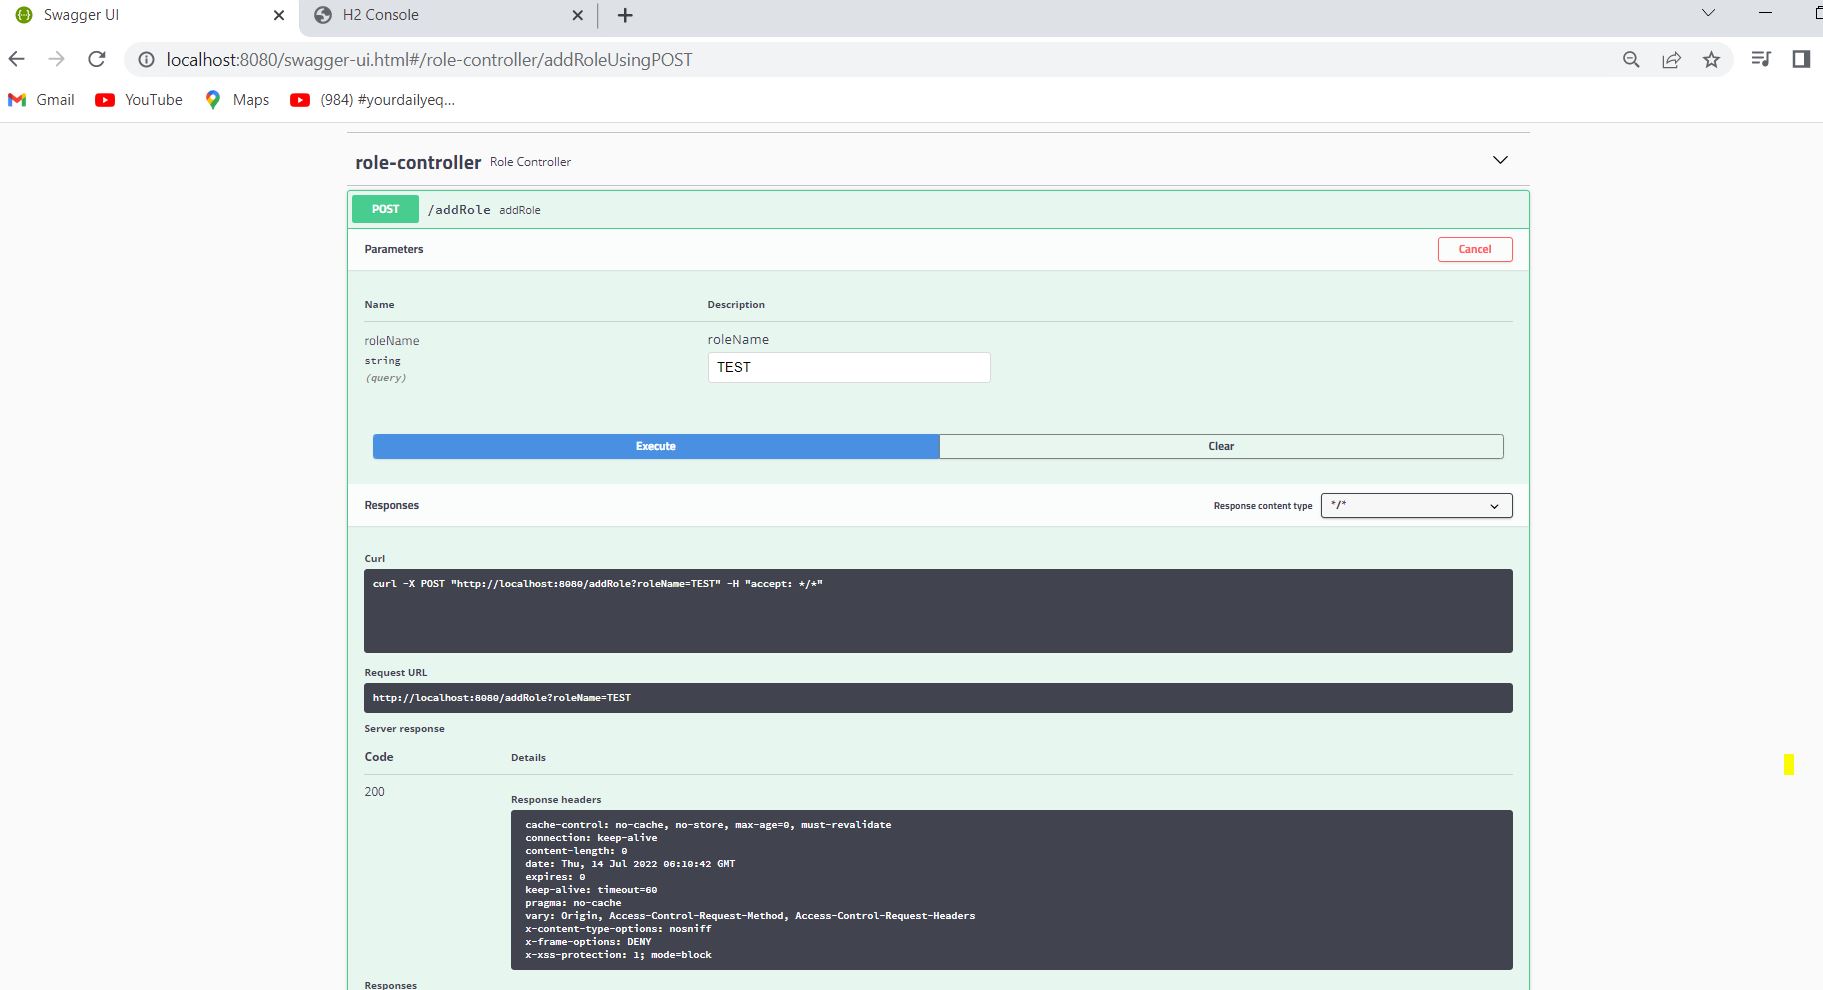 Swagger UI
H2 Console
localhost:8080/swagger-ui.html#/role-controller/addRoleUsingPOST
Gmail YouTube Maps (984) #yourdailyeq...
role-controller Role Controller
POST /addRole addRole
Parameters Cancel
Name Description
roleName roleName
string TEST
(query)
Execute Clear
Responses Response content type */*
Curl
curl -X POST "http://localhost:8080/addRole?roleName=TEST" -H "accept: */*"
Request URL
http://localhost:8080/addRole?roleName=TEST
Server response
Code Details
200
Response headers
cache-control: no-cache, no-store, max-age=0, must-revalidate
connection: keep-alive
content-length: 0
date: Thu, 14 Jul 2022 06:10:42 GMT
expires: 0
keep-alive: timeout=60
pragma: no-cache
vary: Origin, Access-Control-Request-Method, Access-Control-Request-Headers
x-content-type-options: nosniff
x-frame-options: DENY
x-xss-protection: 1; mode=block
Responses